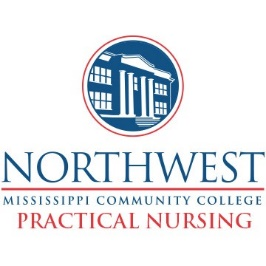 NORTHWEST
MISSISSIPPI COMMUNITY COLLEGE
PRACTICAL NURSING